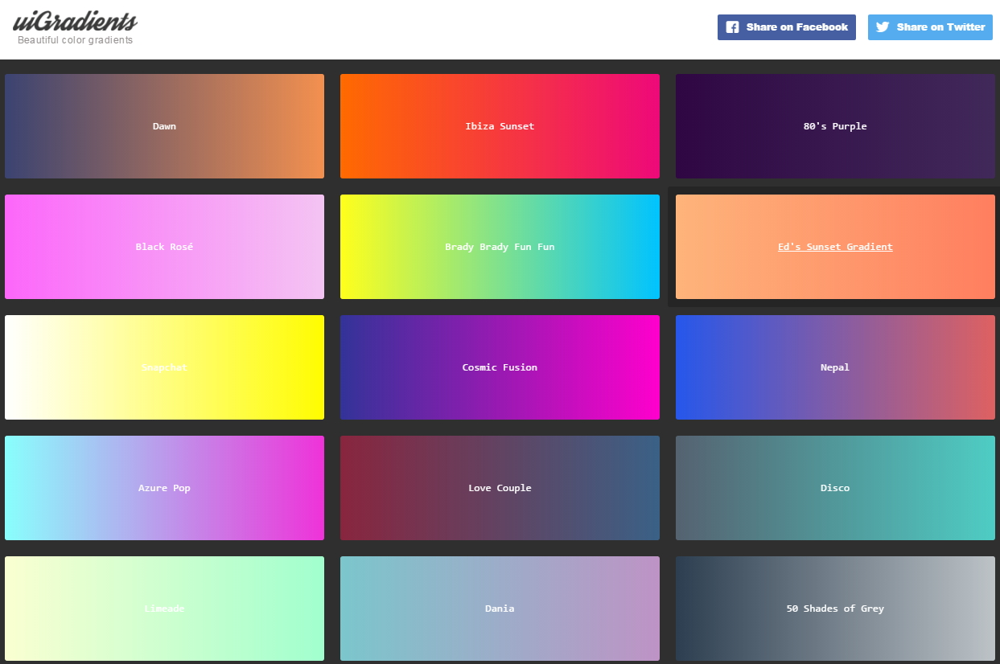 uiGradients
Beautiful color gradients
Share on Facebook
Share on Twitter
Dawn
Ibiza Sunset
80's Purple
Black Rosé
Brady Brady Fun Fun
Ed's Sunset Gradient
Snapchat
Cosmic Fusion
Nepal
Azure Pop
Love Couple
Disco
Limeade
Dania
50 Shades of Grey